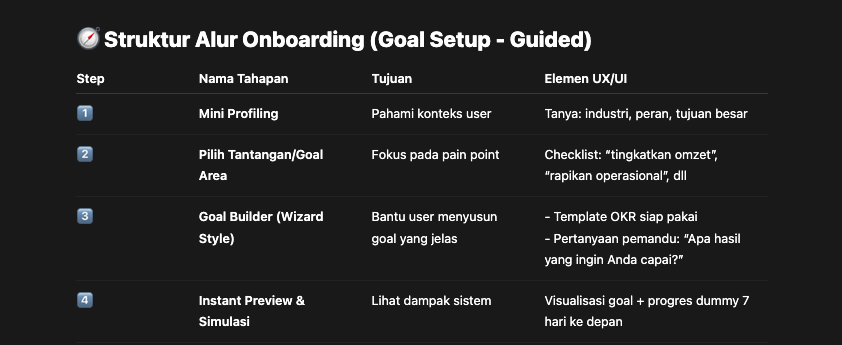 🧭 Struktur Alur Onboarding (Goal Setup - Guided)
Step Nama Tahapan Tujuan Elemen UX/UI
1 Mini Profiling Pahami konteks user Tanya: industri, peran, tujuan besar
2 Pilih Tantangan/Goal Area Fokus pada pain point Checklist: “tingkatkan omzet”, “rapikan operasional”, dll
3 Goal Builder (Wizard Style) Bantu user menyusun goal yang jelas - Template OKR siap pakai
- Pertanyaan pemandu: “Apa hasil yang ingin Anda capai?”
4 Instant Preview & Simulasi Lihat dampak sistem Visualisasi goal + progres dummy 7 hari ke depan